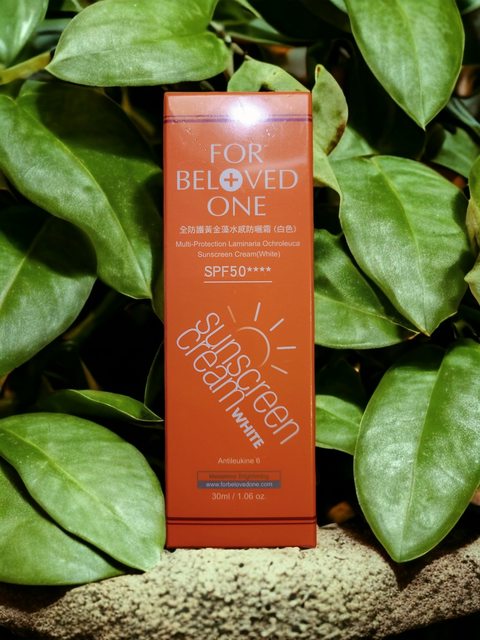 FOR
BELOVED
ONE
全防護黃金藻水感防曬霜 (白色)
Multi-Protection Laminaria Ochroleuca
Sunscreen Cream(White)
SPF50****
sunscreen
cream WHITE
Antileukine 6
www.forbelovedone.com
30ml / 1.06 oz.